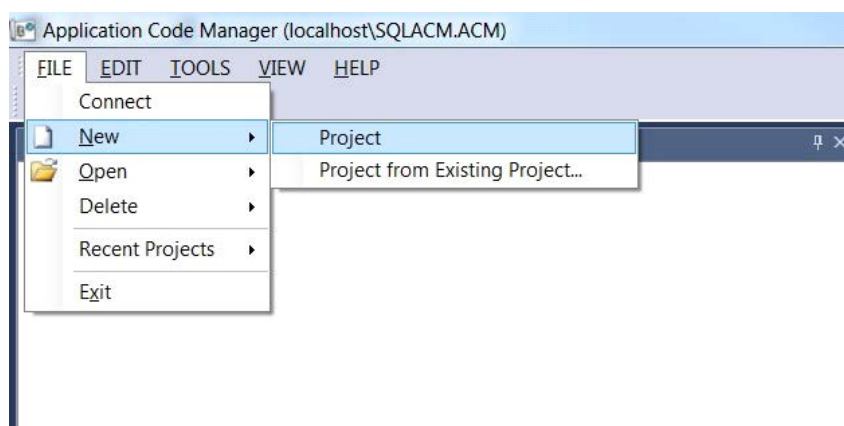 Application Code Manager (localhost\SQLACM.ACM)
FILE EDIT TOOLS VIEW HELP
Connect
New
Project
Open
Project from Existing Project...
Delete
Recent Projects
Exit